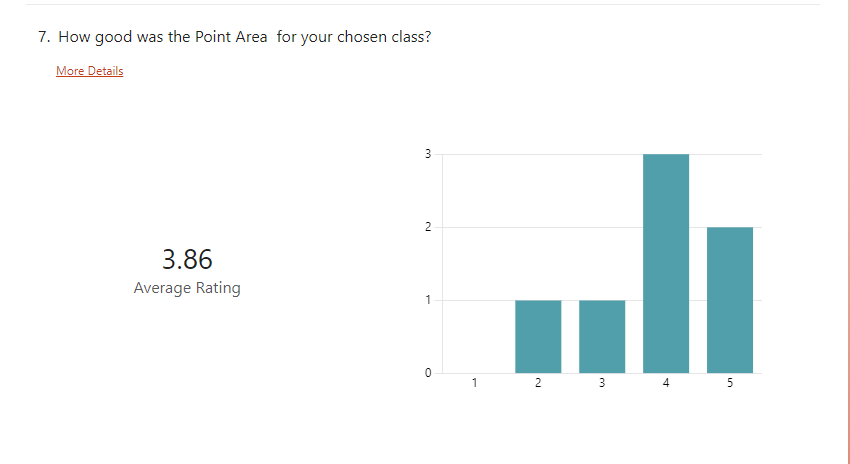 7. How good was the Point Area  for your chosen class?
More Details
3.86
Average Rating
3
2
1
0
1 2 3 4 5